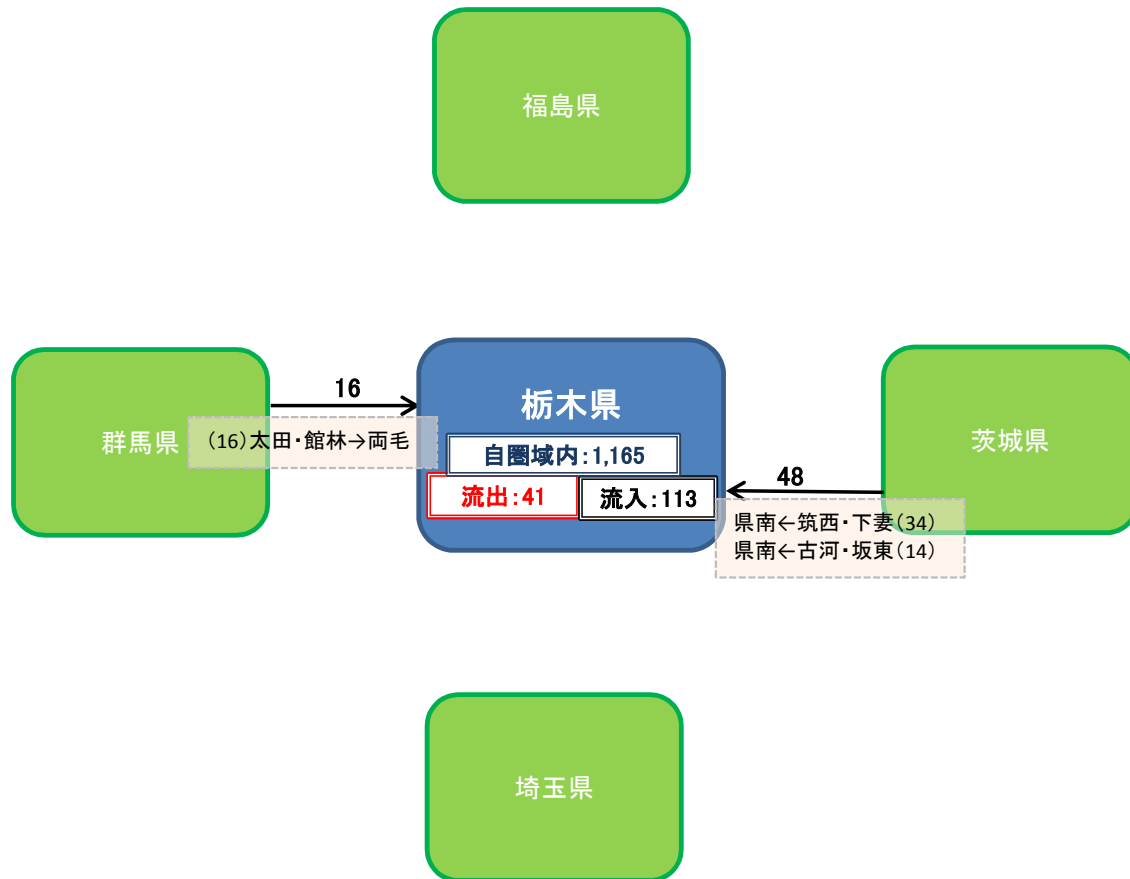 福島県
群馬県
16
(16)太田・館林→両毛
栃木県
自圏域内:1,165
流出:41
流入:113
48
茨城県
県南←筑西・下妻(34)
県南←古河・坂東(14)
埼玉県